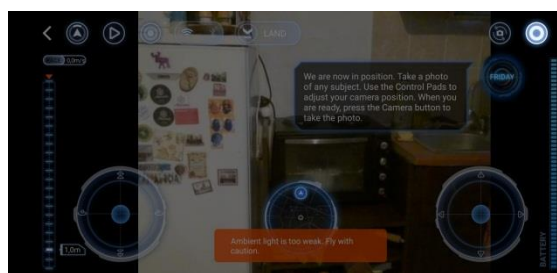 0,0m/s
LAND
We are now in position. Take a photo
of any subject. Use the Control Pads to
adjust your camera position. When you
are ready, press the Camera button to
take the photo.
FRIDAY
1,0m
Ambient light is too weak. Fly with
caution.
BATTERY